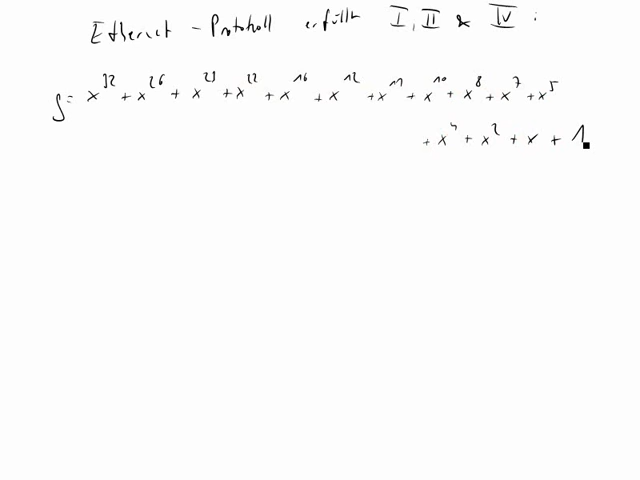 Ethernet - Protokoll erfüllt I, II & IV :
g = x^32 + x^26 + x^23 + x^22 + x^16 + x^12 + x^11 + x^10 + x^8 + x^7 + x^5
+ x^4 + x^2 + x + 1